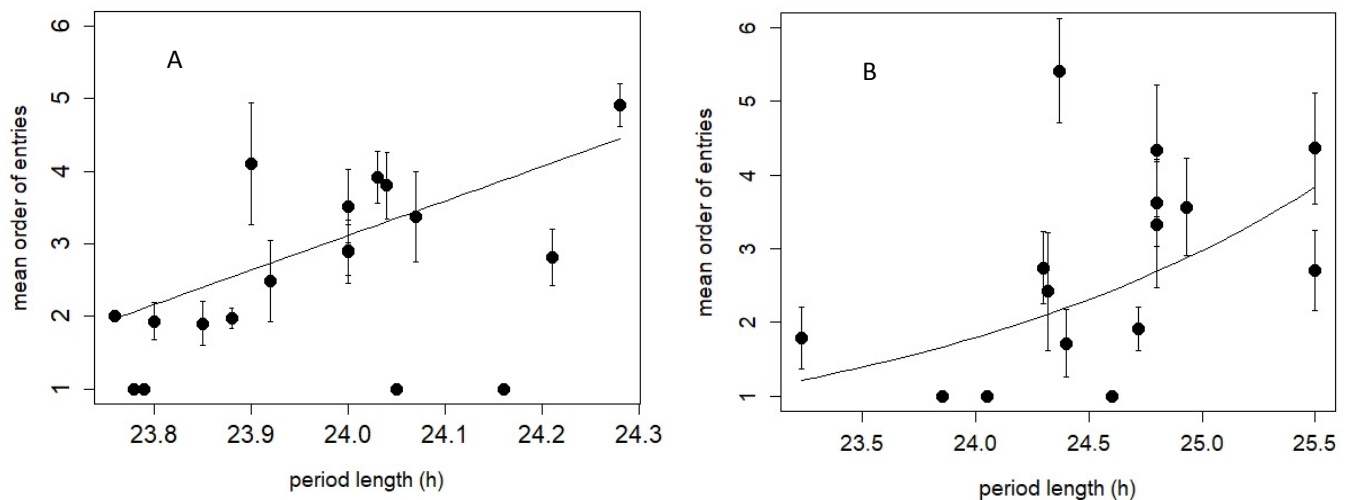 A
mean order of entries
6
5
4
3
2
1
23.8 23.9 24.0 24.1 24.2 24.3
period length (h)
B
mean order of entries
6
5
4
3
2
1
23.5 24.0 24.5 25.0 25.5
period length (h)